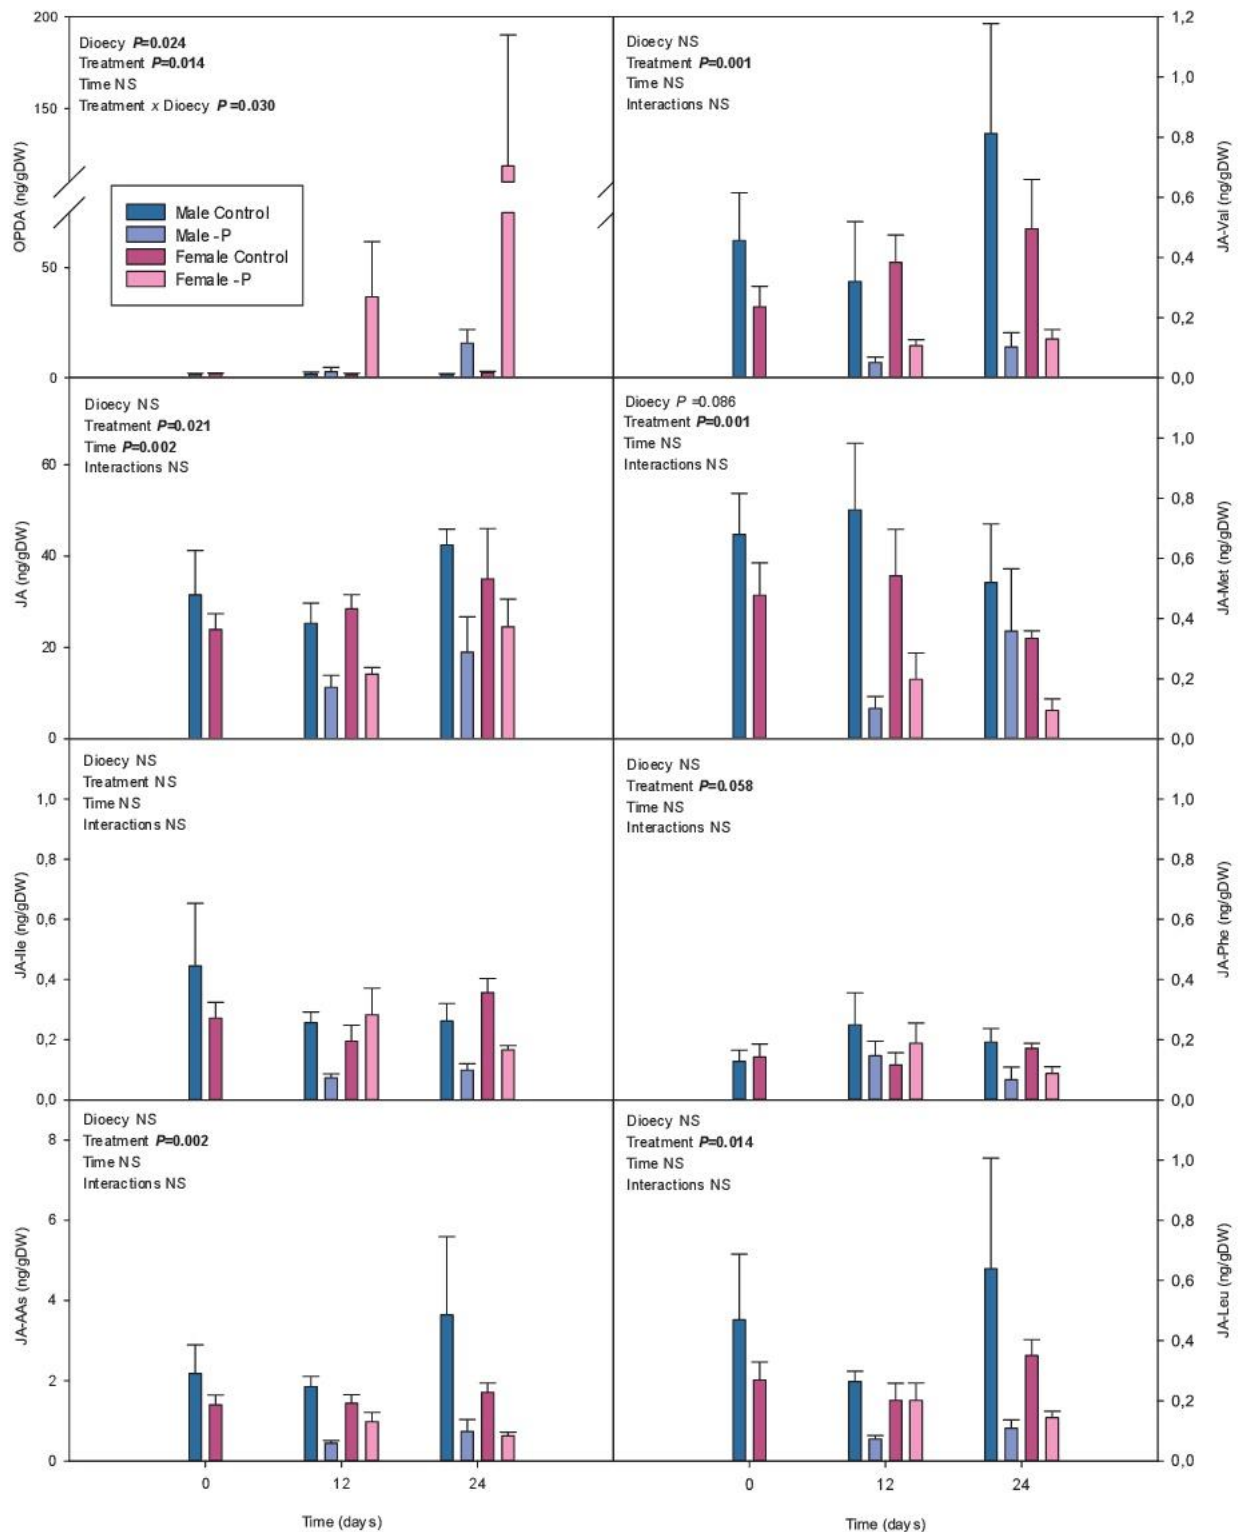 200
150
50
0
OPDA (ng/gDW)
Dioecy P=0.024
Treatment P=0.014
Time NS
Treatment x Dioecy P =0.030
Male Control
Male -P
Female Control
Female -P
Dioecy NS
Treatment P=0.001
Time NS
Interactions NS
1,2
1,0
0,8
0,6
0,4
0,2
0,0
JA-Val (ng/gDW)
60
40
20
0
JA (ng/gDW)
Dioecy NS
Treatment P=0.021
Time P=0.002
Interactions NS
Dioecy P =0.086
Treatment P=0.001
Time NS
Interactions NS
1,0
0,8
0,6
0,4
0,2
0,0
JA-Met (ng/gDW)
1,0
0,8
0,6
0,4
0,2
0,0
JA-Ile (ng/gDW)
Dioecy NS
Treatment NS
Time NS
Interactions NS
Dioecy NS
Treatment P=0.058
Time NS
Interactions NS
1,0
0,8
0,6
0,4
0,2
0,0
JA-Phe (ng/gDW)
8
6
4
2
0
JA-AAs (ng/gDW)
Dioecy NS
Treatment P=0.002
Time NS
Interactions NS
Dioecy NS
Treatment P=0.014
Time NS
Interactions NS
1,0
0,8
0,6
0,4
0,2
0,0
JA-Leu (ng/gDW)
0 12 24
Time (days)
0 12 24
Time (days)